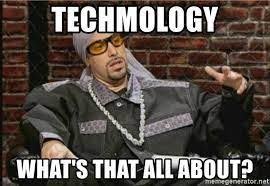 TECHMOLOGY
WHAT'S THAT ALL ABOUT?
memegenerator.net